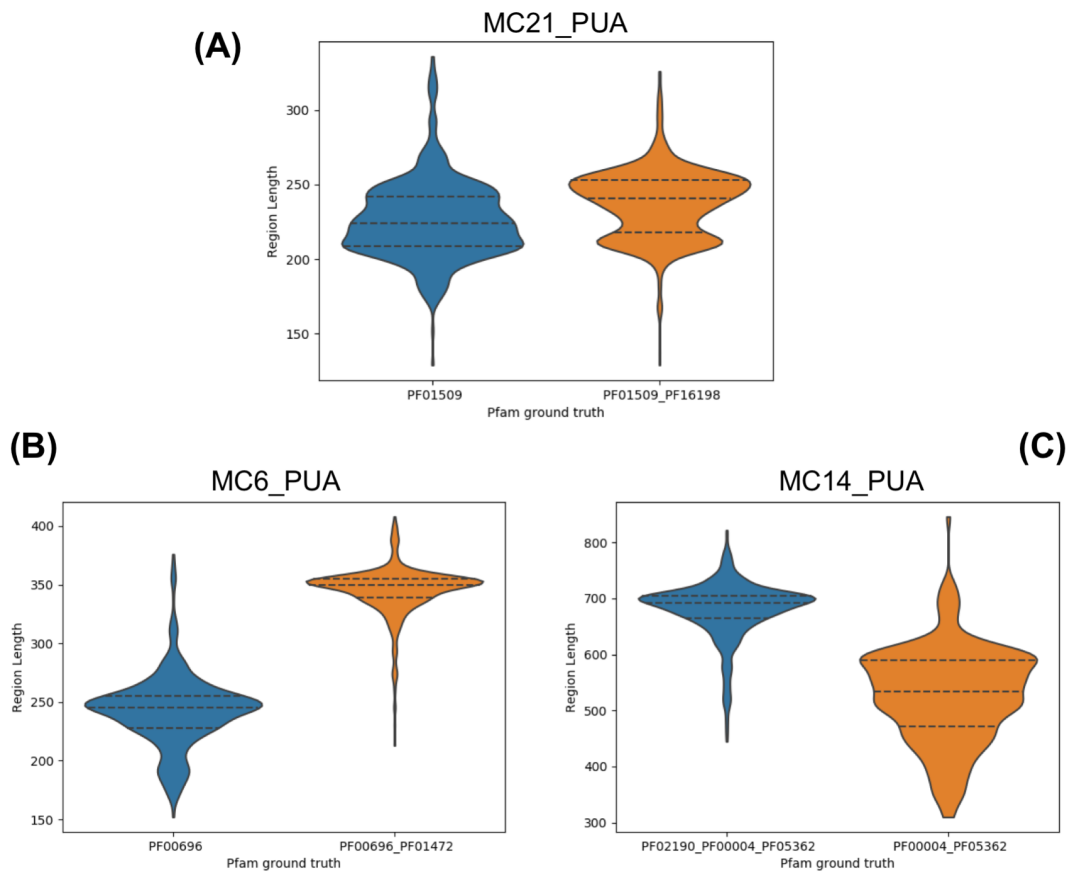 (A)
MC21_PUA
Region Length
300
250
200
150
PF01509
PF01509_PF16198
Pfam ground truth
(B)
MC6_PUA
Region Length
400
350
300
250
200
150
PF00696
PF00696_PF01472
Pfam ground truth
(C)
MC14_PUA
Region Length
800
700
600
500
400
300
PF02190_PF00004_PF05362
PF00004_PF05362
Pfam ground truth